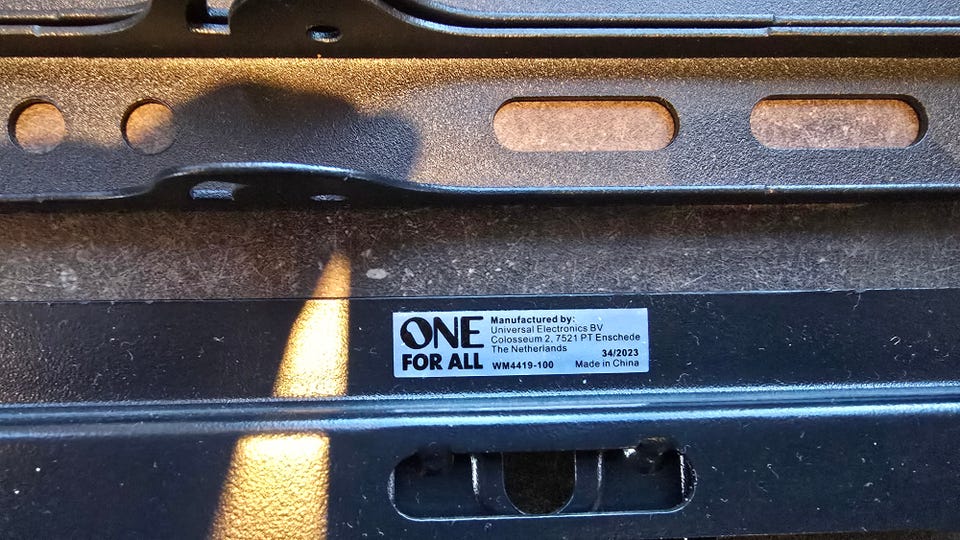 ONE
FOR ALL
Manufactured by:
Universal Electronics BV
Colosseum 2, 7521 PT Enschede
The Netherlands
34/2023
WM4419-100 Made in China